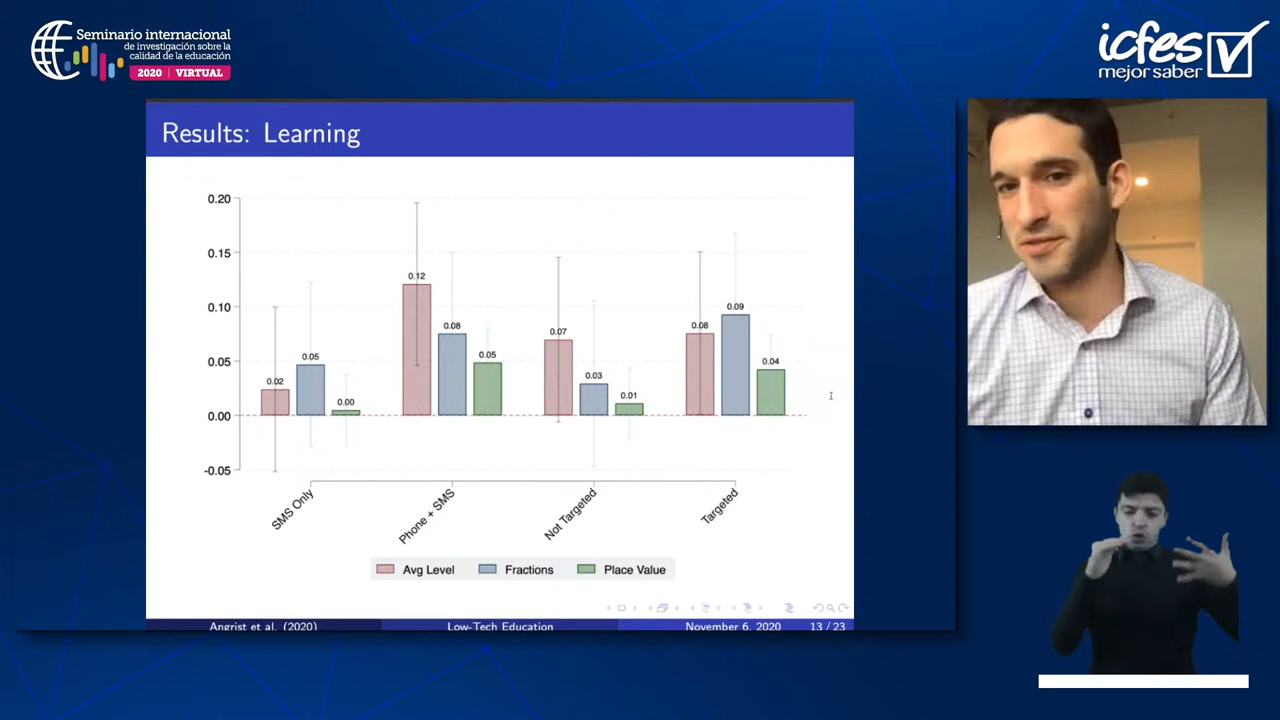 Seminario internacional
de investigación sobre la
calidad de la educación
2020 | VIRTUAL
icfes
mejor saber
Results: Learning
0.20
0.15
0.10
0.05
0.00
-0.05
0.02
0.05
0.00
0.12
0.08
0.05
0.07
0.03
0.01
0.08
0.09
0.04
SMS Only
Phone + SMS
Not Targeted
Targeted
Avg Level
Fractions
Place Value
Angrist et al. (2020)
Low-Tech Education
November 6, 2020
13 / 23